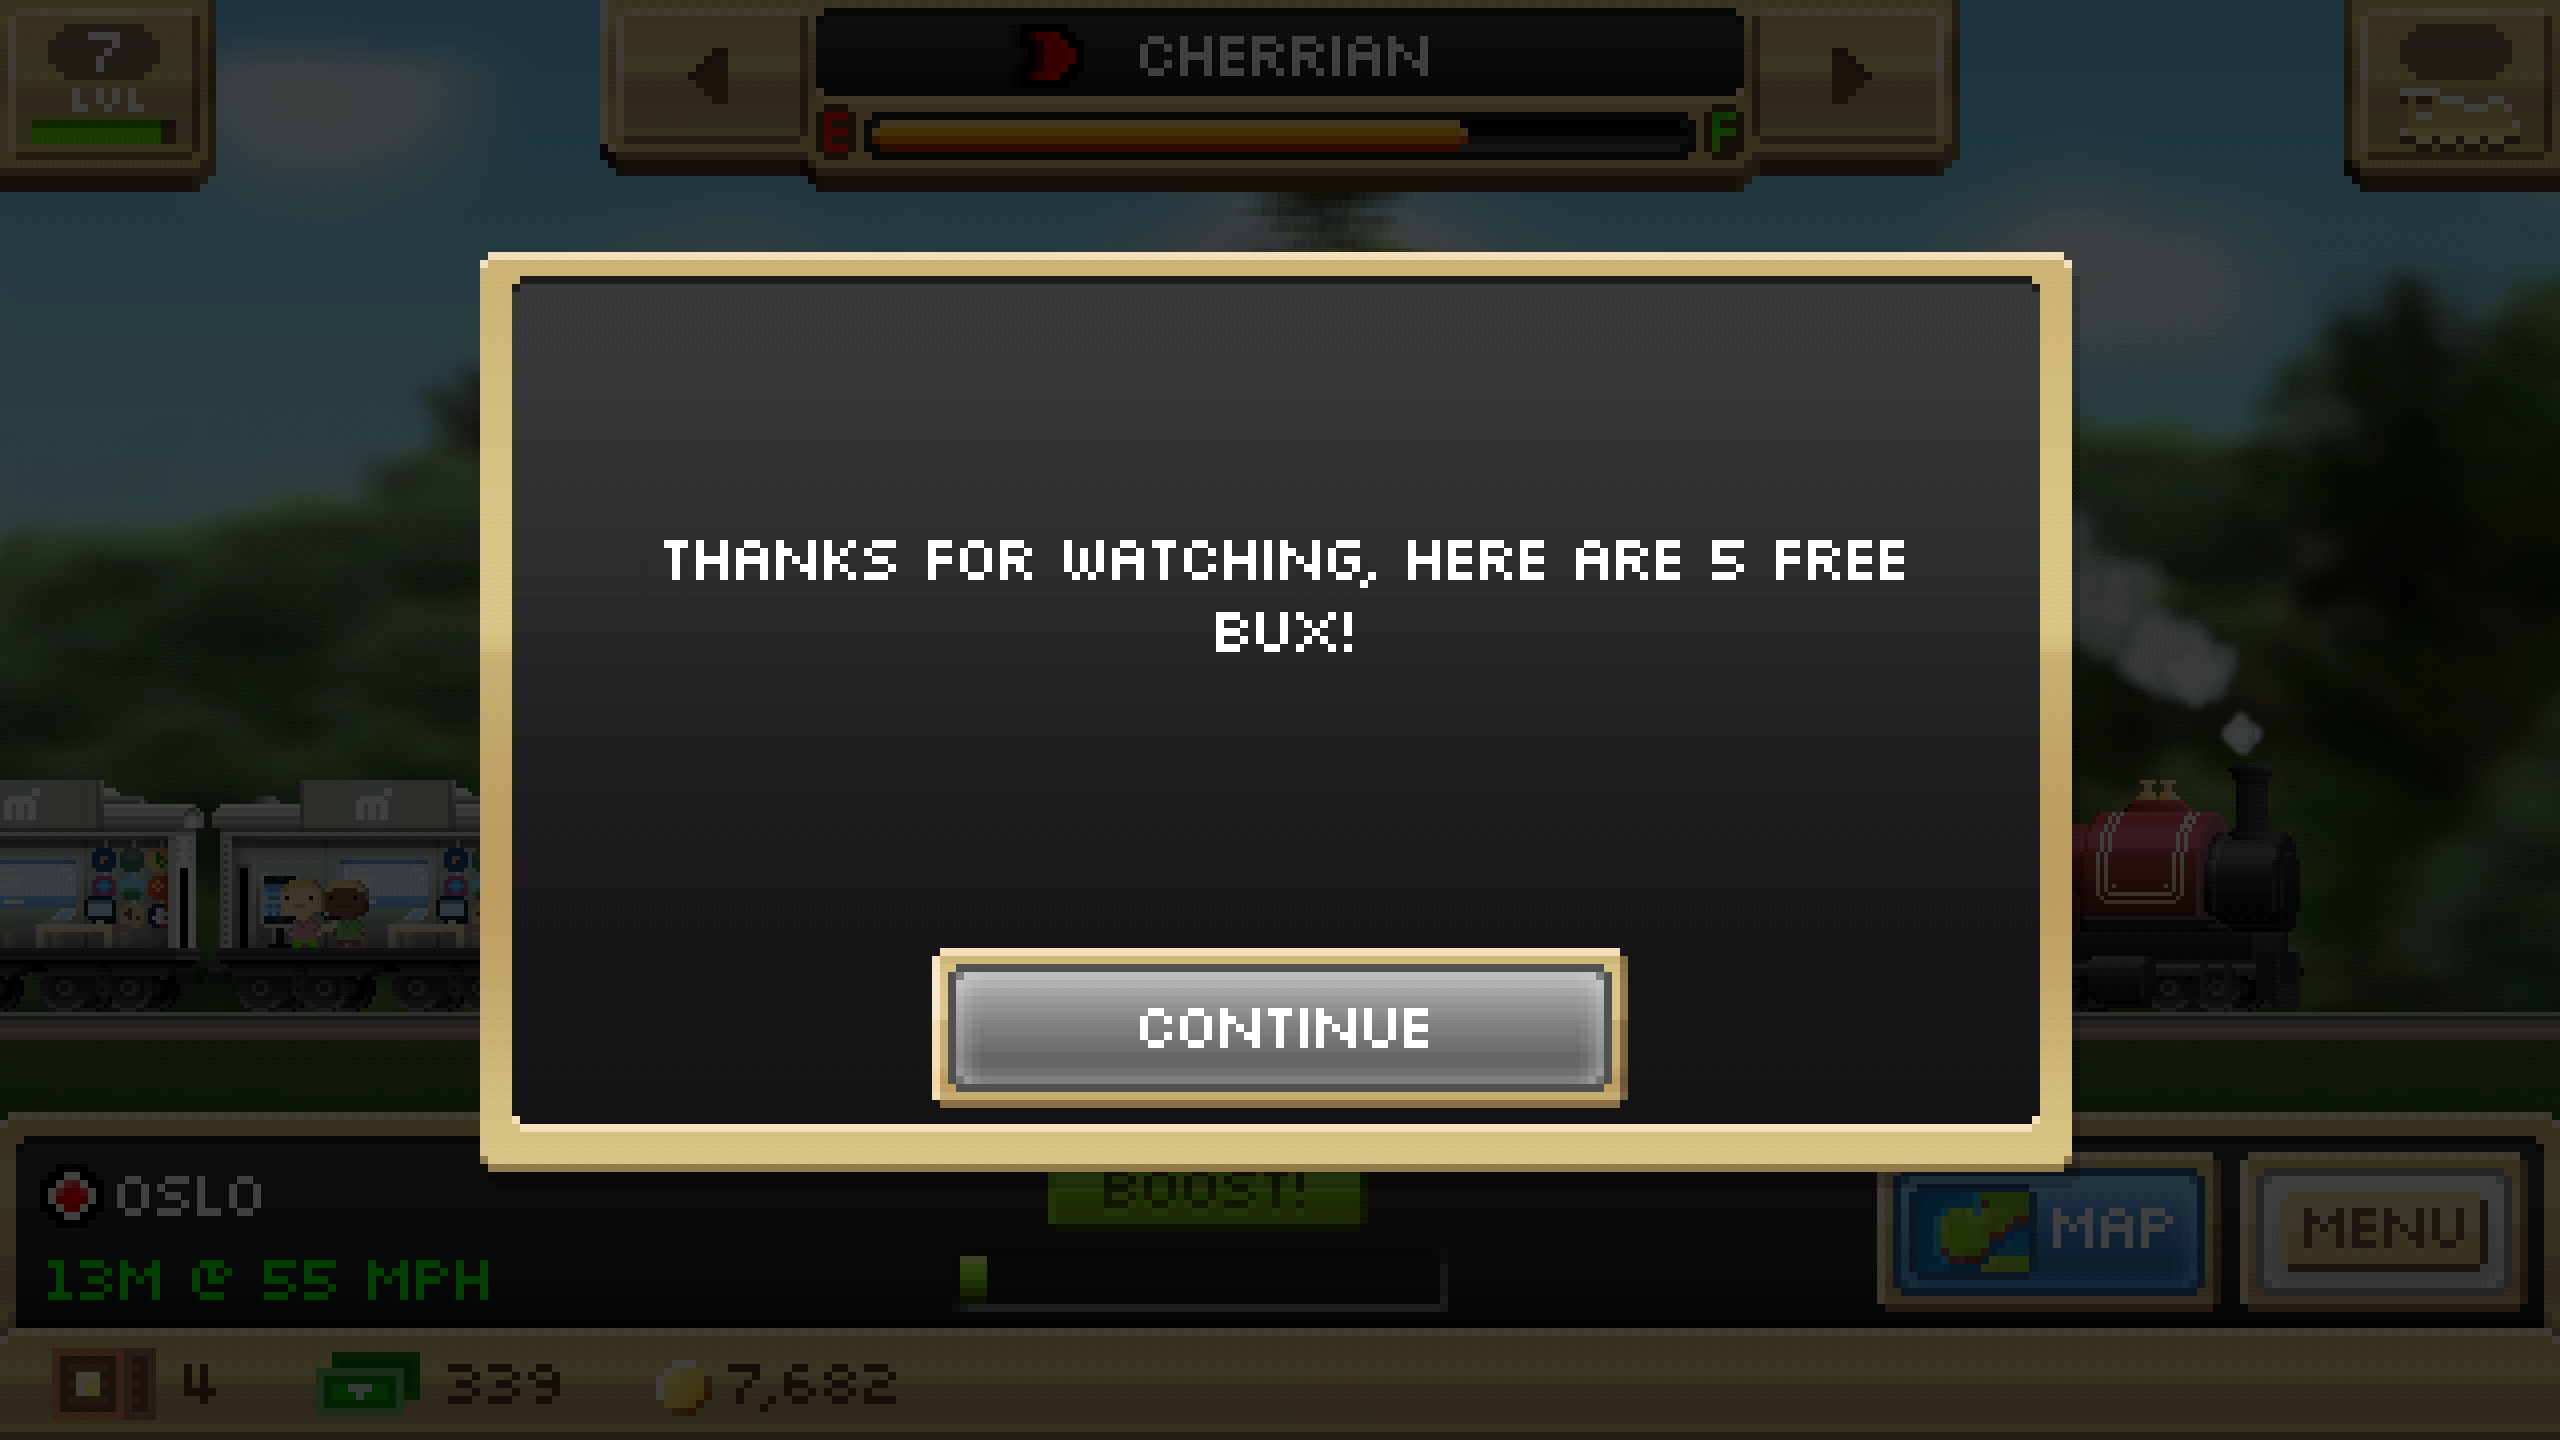 7
LVL
CHERRIAN
E
F
THANKS FOR WATCHING, HERE ARE 5 FREE
BUX!
CONTINUE
OSLO
BOOST!
MAP
MENU
13M @ 55 MPH
4
339
7,682